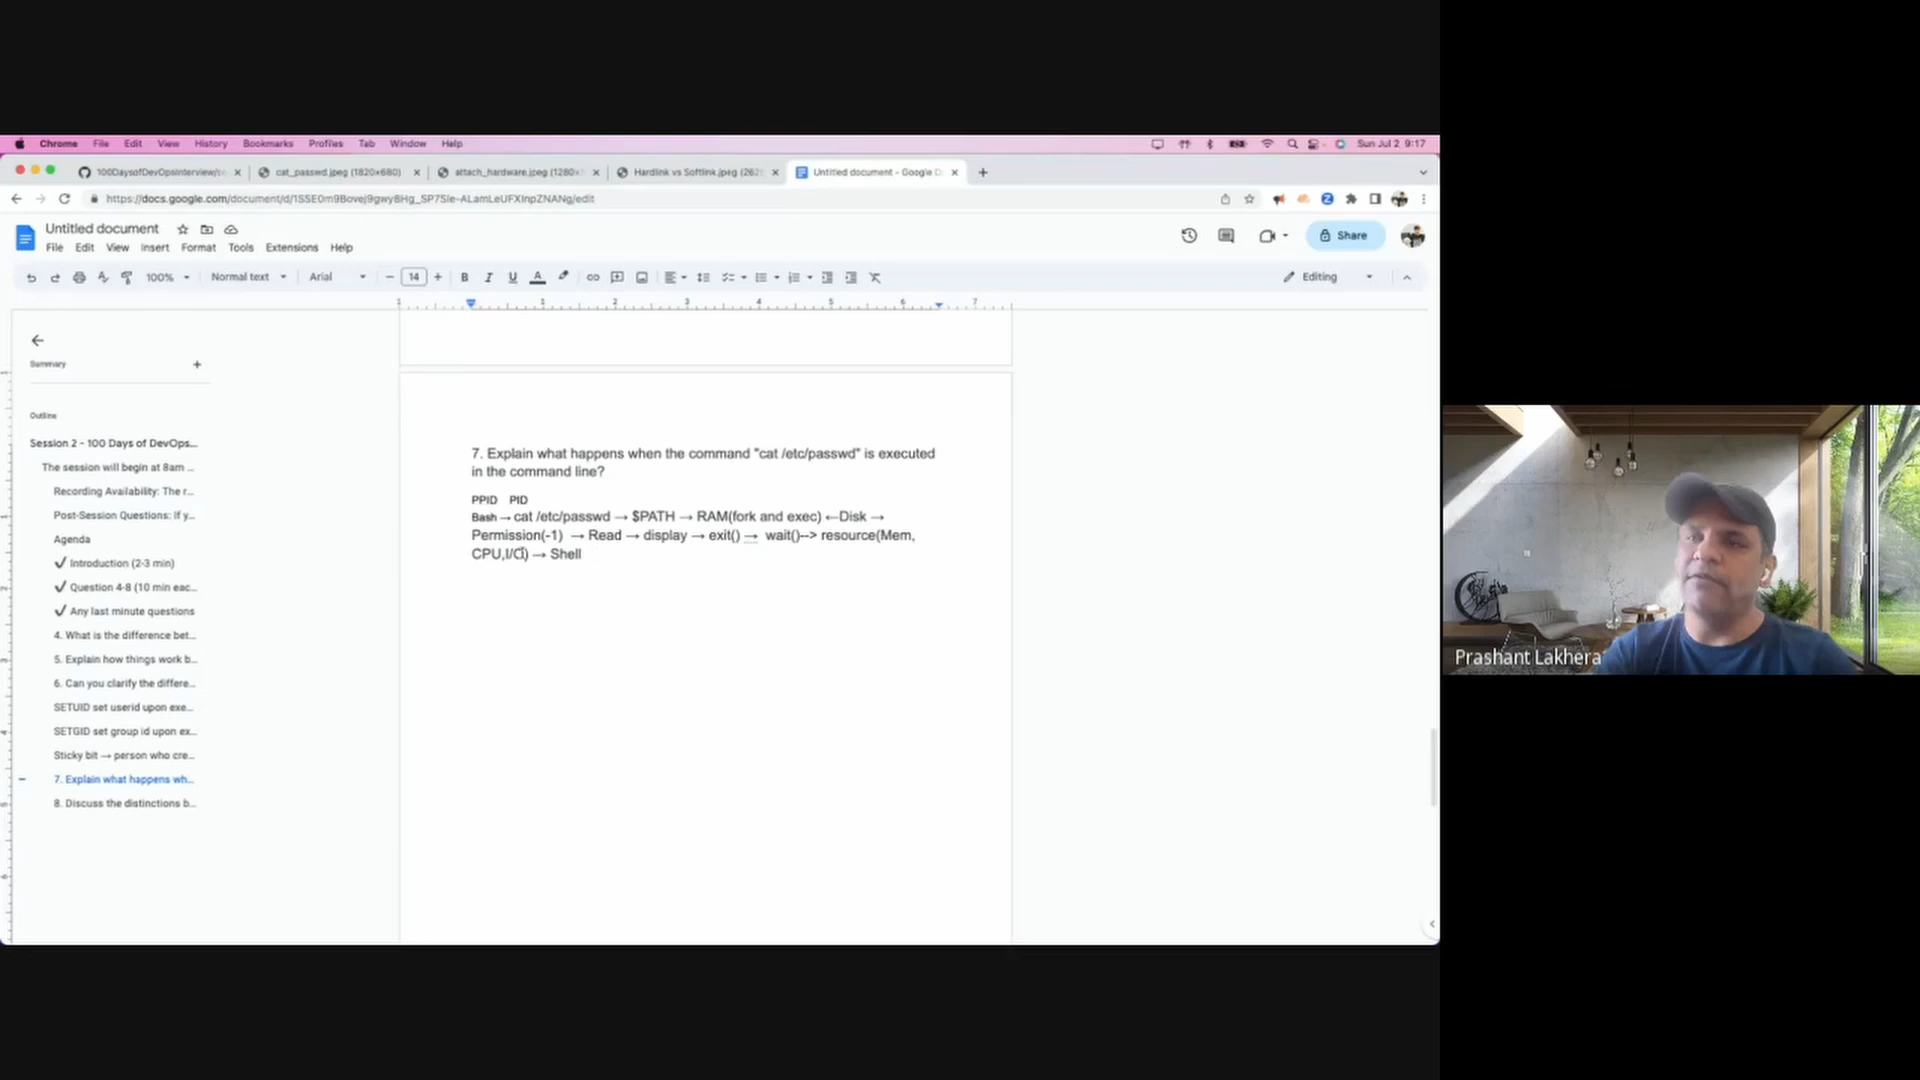 Chrome File Edit View History Bookmarks Profiles Tab Window Help
Sun Jul 2 9:17
cat_passwd.jpeg (1820×680)
Untitled document - Google D
Untitled document
File Edit View Insert Format Tools Extensions Help
Share
100% Normal text Arial 14 Editing
1 1 2 3 4 5 6 7
Summary
Outline
Session 2 - 100 Days of DevOps...
The session will begin at 8am ...
Recording Availability: The r...
Post-Session Questions: If y...
Agenda
✓ Introduction (2-3 min)
✓ Question 4-8 (10 min eac...
✓ Any last minute questions
4. What is the difference bet...
5. Explain how things work b...
6. Can you clarify the differe...
SETUID set userid upon exe...
SETGID set group id upon ex...
Sticky bit → person who cre...
7. Explain what happens wh...
8. Discuss the distinctions b...
7. Explain what happens when the command "cat /etc/passwd" is executed
in the command line?
PPID PID
Bash → cat /etc/passwd → $PATH → RAM(fork and exec) ←Disk →
Permission(-1) → Read → display → exit() → wait()--> resource(Mem,
→ Shell
Prashant Lakhera